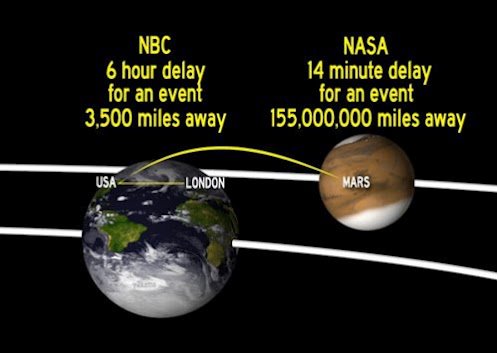 NBC
6 hour delay
for an event
3,500 miles away
NASA
14 minute delay
for an event
155,000,000 miles away
USA
LONDON
MARS